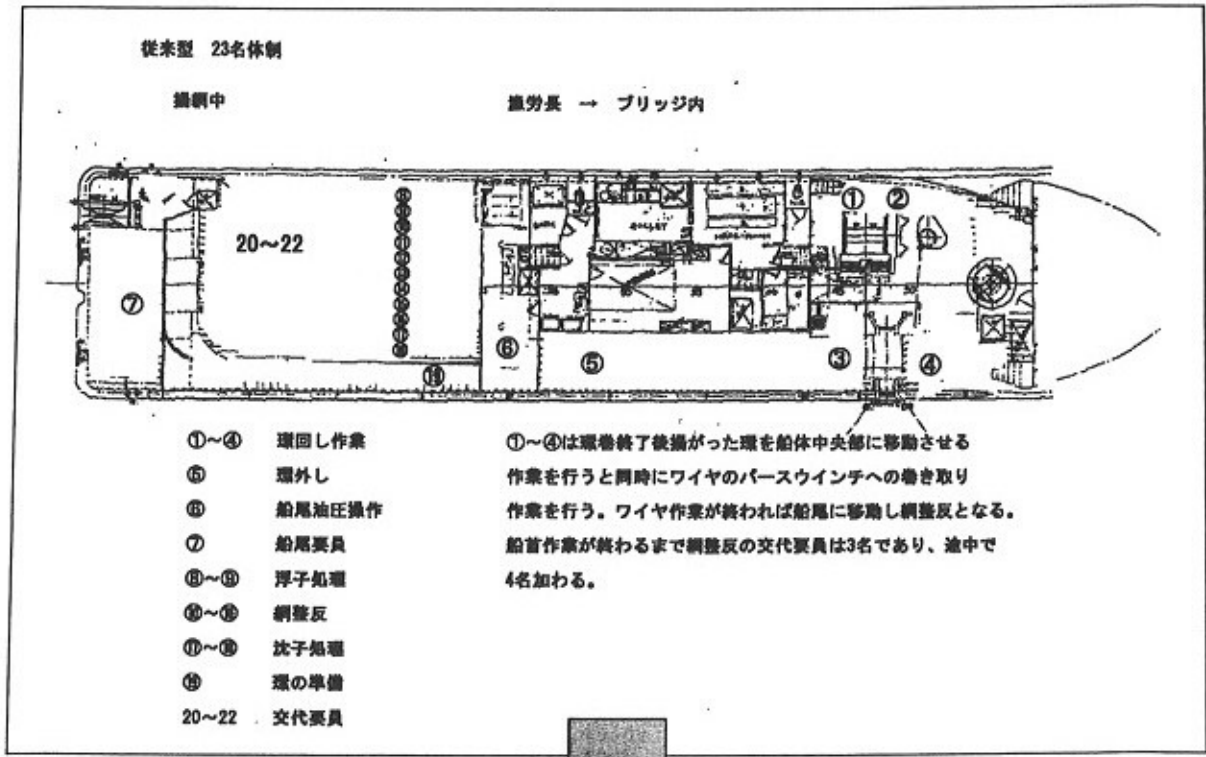 従来型 23名体制
揚網中
漁労長 → ブリッジ内
① ②
20~22
GALLEY
⑦
⑥ ⑤ ③ ④
⑲
①~④ 環回し作業
⑤ 環外し
⑥ 船尾油圧操作
⑦ 船尾要員
⑧~⑨ 浮子処理
⑩~⑯ 網整反
⑰~⑱ 沈子処理
⑲ 環の準備
20~22 交代要員
①~④は環巻終了後揚がった環を船体中央部に移動させる
作業を行うと同時にワイヤのパースウインチへの巻き取り
作業を行う。ワイヤ作業が終われば船尾に移動し網整反となる。
船首作業が終わるまで網整反の交代要員は3名であり、途中で
4名加わる。